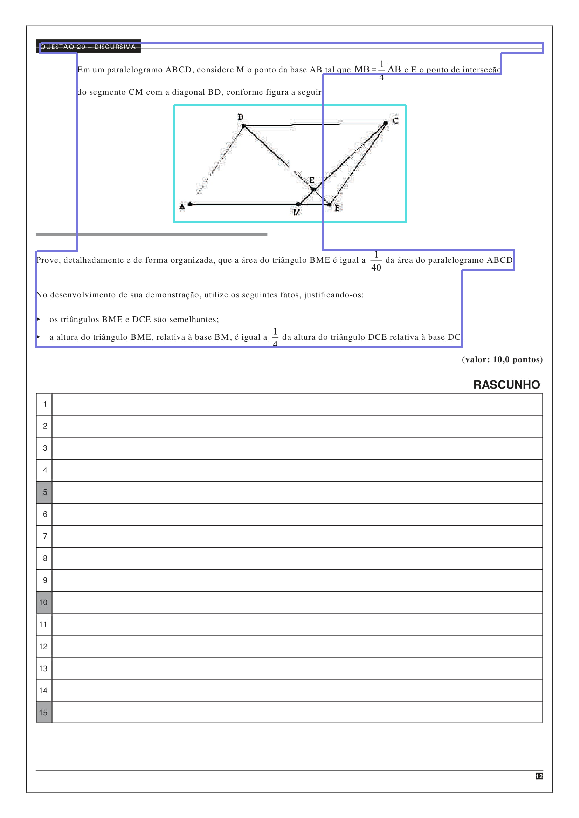 QUESTÃO 20 – DISCURSIVA
Em um paralelogramo ABCD, considere M o ponto da base AB tal que MB = 1/4 AB e E o ponto de interseção
do segmento CM com a diagonal BD, conforme figura a seguir.
D
C
E
A
M
B
Prove, detalhadamente e de forma organizada, que a área do triângulo BME é igual a 1/40 da área do paralelogramo ABCD.
No desenvolvimento de sua demonstração, utilize os seguintes fatos, justificando-os:
os triângulos BME e DCE são semelhantes;
a altura do triângulo BME, relativa à base BM, é igual a 1/4 da altura do triângulo DCE relativa à base DC.
(valor: 10,0 pontos)
RASCUNHO
1
2
3
4
5
6
7
8
9
10
11
12
13
14
15